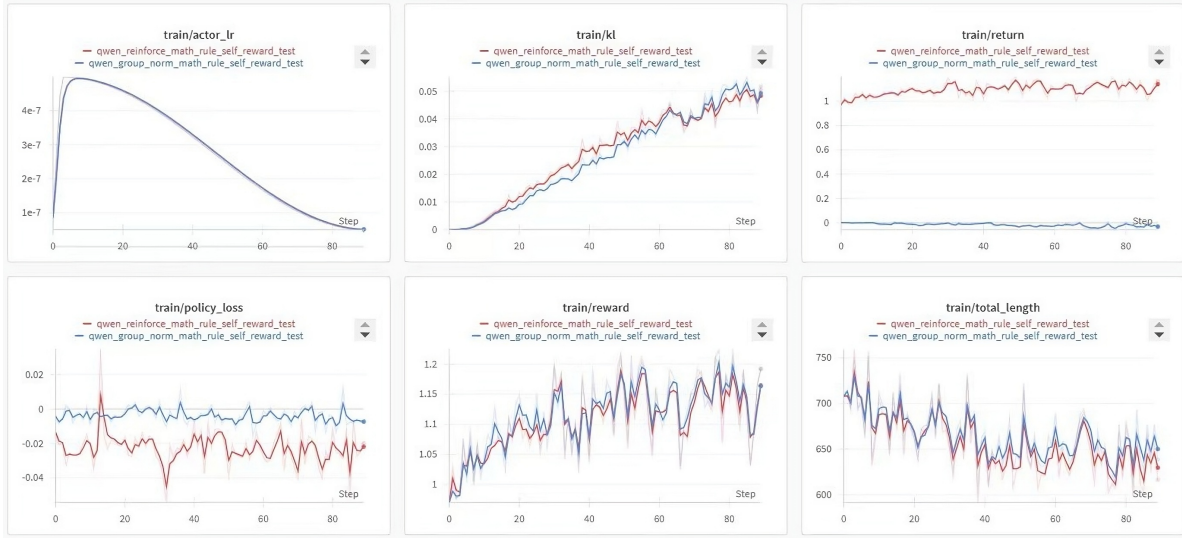 train/actor_lr
qwen_reinforce_math_rule_self_reward_test
qwen_group_norm_math_rule_self_reward_test
4e-7
3e-7
2e-7
1e-7
Step
0 20 40 60 80
train/kl
qwen_reinforce_math_rule_self_reward_test
qwen_group_norm_math_rule_self_reward_test
0.05
0.04
0.03
0.02
0.01
0
Step
0 20 40 60 80
train/return
qwen_reinforce_math_rule_self_reward_test
qwen_group_norm_math_rule_self_reward_test
1
0.8
0.6
0.4
0.2
0
Step
0 20 40 60 80
train/policy_loss
qwen_reinforce_math_rule_self_reward_test
qwen_group_norm_math_rule_self_reward_test
0.02
0
-0.02
-0.04
Step
0 20 40 60 80
train/reward
qwen_reinforce_math_rule_self_reward_test
qwen_group_norm_math_rule_self_reward_test
1.2
1.15
1.1
1.05
1
Step
0 20 40 60 80
train/total_length
qwen_reinforce_math_rule_self_reward_test
qwen_group_norm_math_rule_self_reward_test
750
700
650
600
Step
0 20 40 60 80